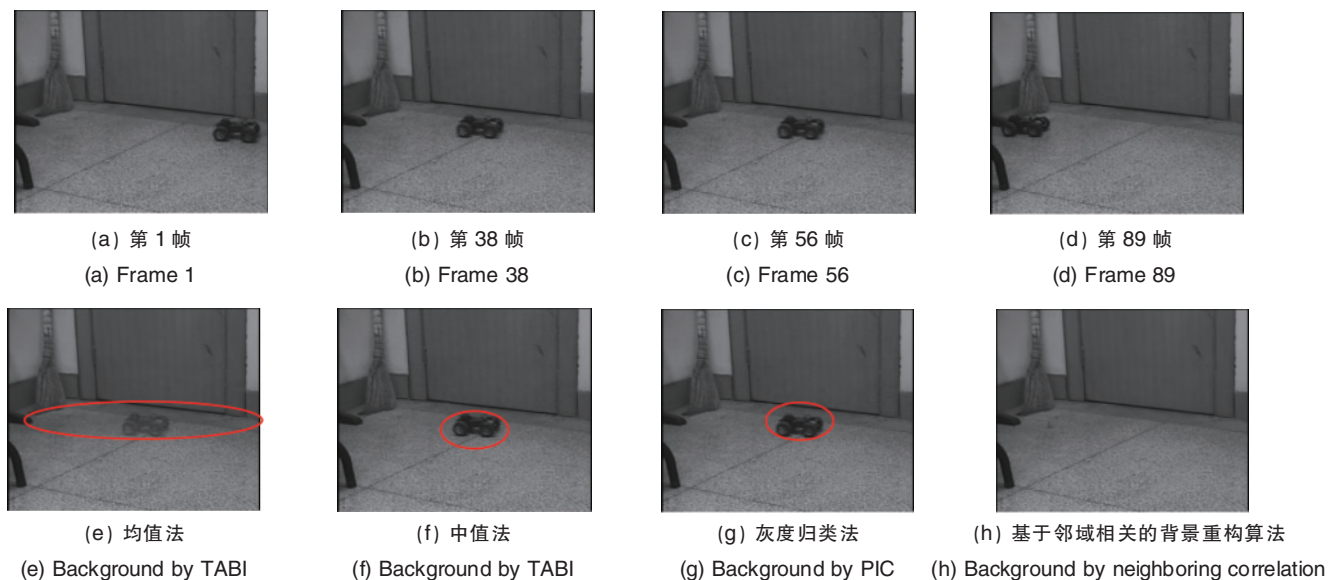 (a) 第 1 帧
(b) 第 38 帧
(c) 第 56 帧
(d) 第 89 帧
(a) Frame 1
(b) Frame 38
(c) Frame 56
(d) Frame 89
(e) 均值法
(f) 中值法
(g) 灰度归类法
(h) 基于邻域相关的背景重构算法
(e) Background by TABI
(f) Background by TABI
(g) Background by PIC
(h) Background by neighboring correlation